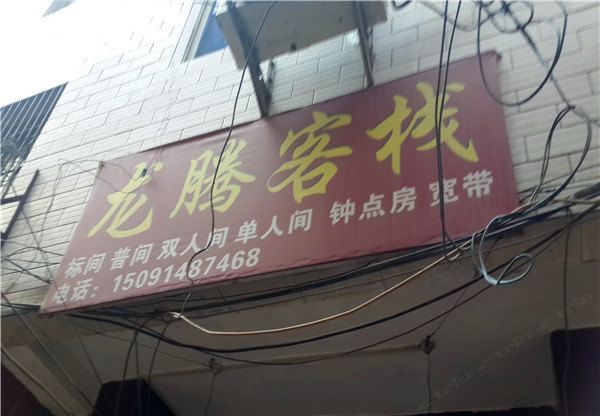 龙腾客栈
标间 普间 双人间 单人间 钟点房 宽带
电话：15091487468